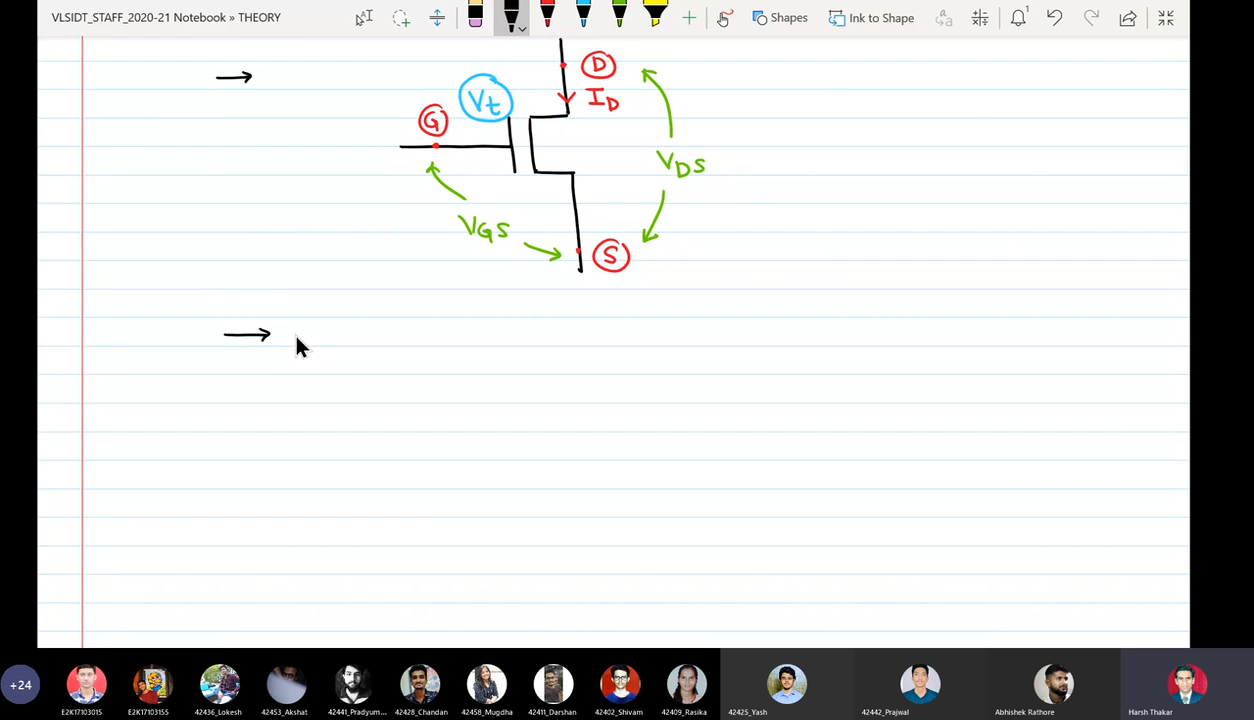 VLSIDT_STAFF_2020-21 Notebook » THEORY
Shapes
Ink to Shape
D
Vt
ID
G
VDS
VGS
S
+24
E2K17103015
E2K17103155
42436_Lokesh
42453_Akshat
42441_Pradyum...
42428_Chandan
42458_Mugdha
42411_Darshan
42402_Shivam
42409_Rasika
42425_Yash
42442_Prajwal
Abhishek Rathore
Harsh Thakar